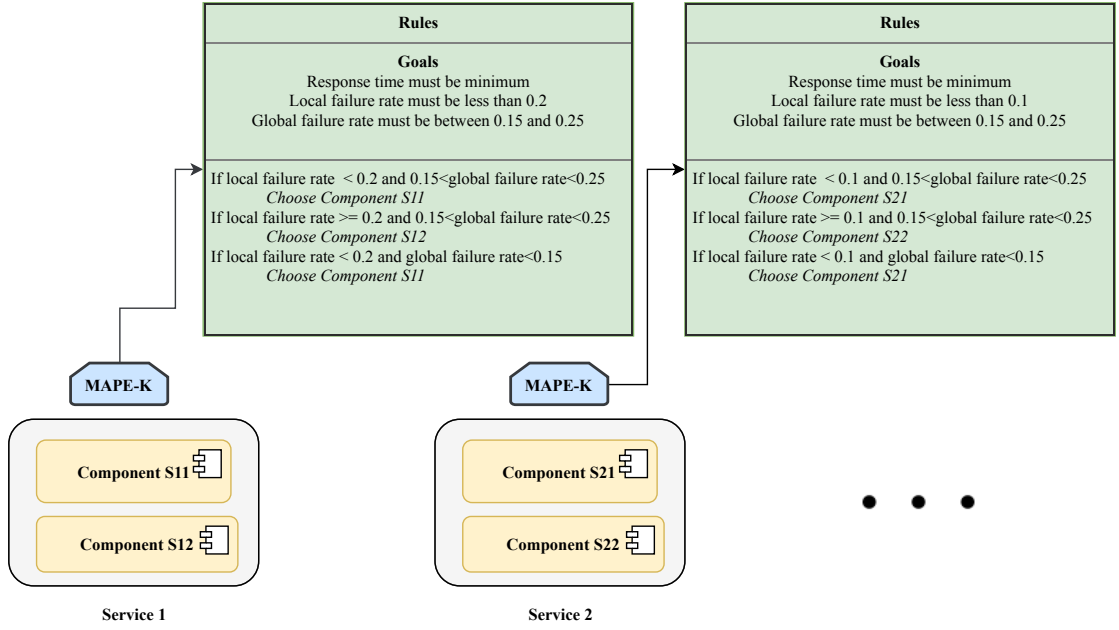 Rules
Goals
Response time must be minimum
Local failure rate must be less than 0.2
Global failure rate must be between 0.15 and 0.25
If local failure rate < 0.2 and 0.15<global failure rate<0.25
Choose Component S11
If local failure rate >= 0.2 and 0.15<global failure rate<0.25
Choose Component S12
If local failure rate < 0.2 and global failure rate<0.15
Choose Component S11
Rules
Goals
Response time must be minimum
Local failure rate must be less than 0.1
Global failure rate must be between 0.15 and 0.25
If local failure rate < 0.1 and 0.15<global failure rate<0.25
Choose Component S21
If local failure rate >= 0.1 and 0.15<global failure rate<0.25
Choose Component S22
If local failure rate < 0.1 and global failure rate<0.15
Choose Component S21
MAPE-K
Component S11
Component S12
Service 1
MAPE-K
Component S21
Component S22
Service 2